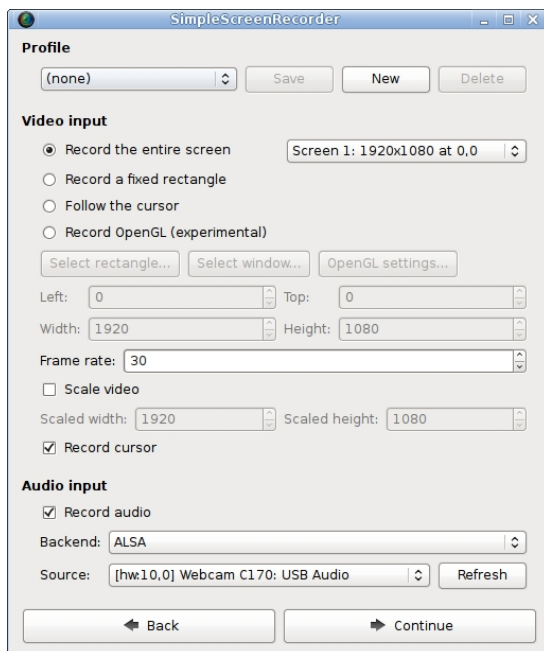 SimpleScreenRecorder
Profile
(none) Save New Delete
Video input
Record the entire screen Screen 1: 1920x1080 at 0,0
Record a fixed rectangle
Follow the cursor
Record OpenGL (experimental)
Select rectangle... Select window... OpenGL settings...
Left: 0 Top: 0
Width: 1920 Height: 1080
Frame rate: 30
Scale video
Scaled width: 1920 Scaled height: 1080
Record cursor
Audio input
Record audio
Backend: ALSA
Source: [hw:10,0] Webcam C170: USB Audio Refresh
Back Continue